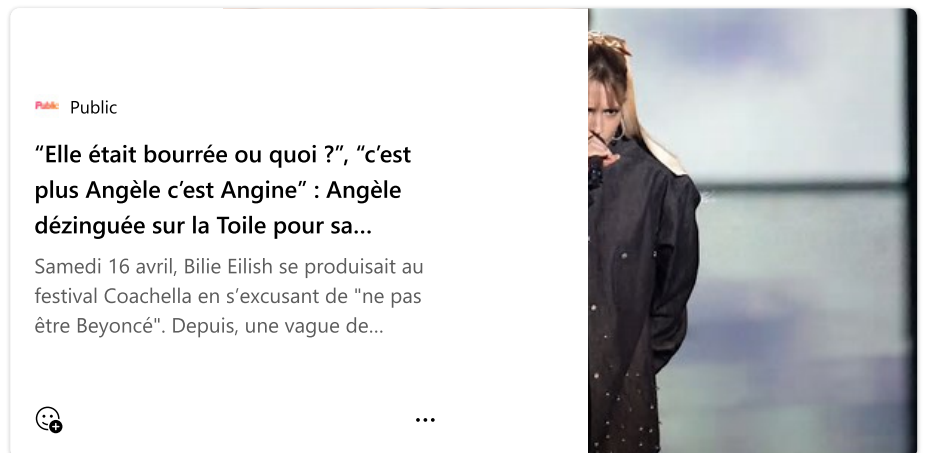 Public Public
“Elle était bourrée ou quoi ?”, “c’est
plus Angèle c’est Angine” : Angèle
dézinguée sur la Toile pour sa...
Samedi 16 avril, Bilie Eilish se produisait au
festival Coachella en s’excusant de "ne pas
être Beyoncé". Depuis, une vague de...